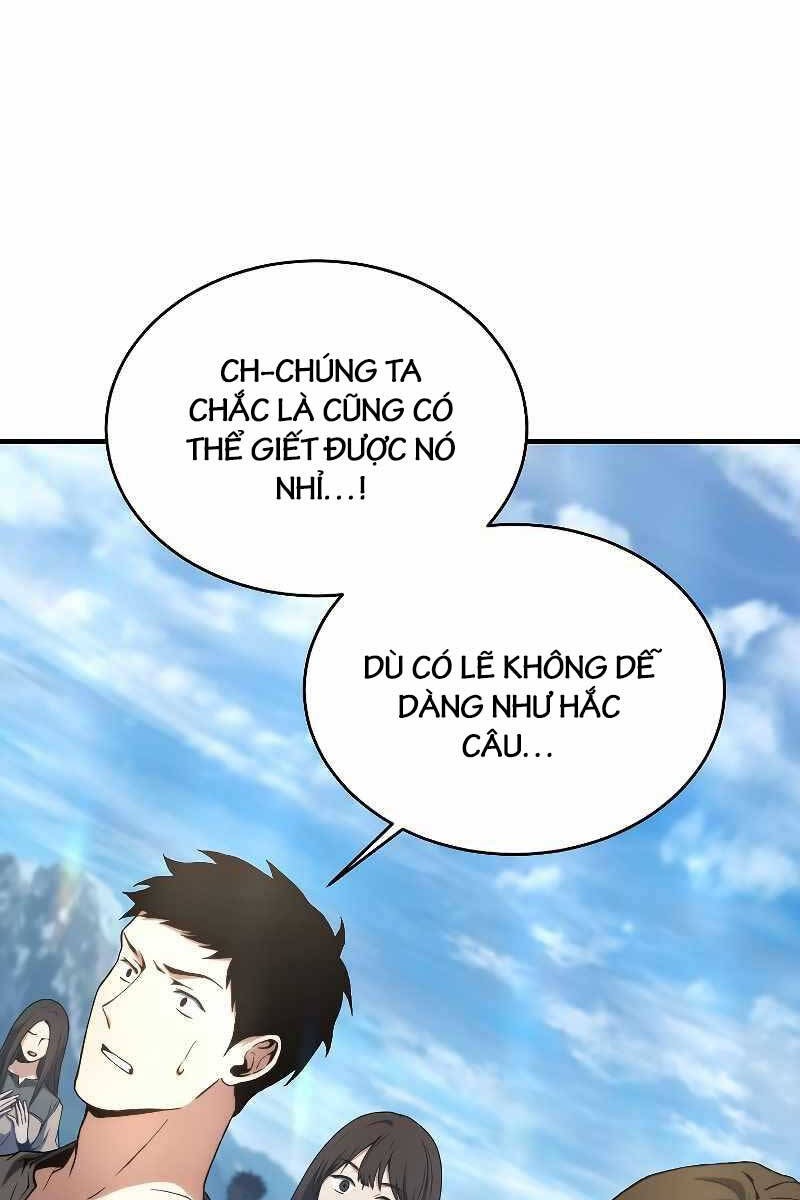 CH-CHÚNG TA
CHẮC LÀ CŨNG CÓ
THỂ GIẾT ĐƯỢC NÓ
NHỈ...!
DÙ CÓ LẼ KHÔNG DỄ
DÀNG NHƯ HẮC
CÂU...